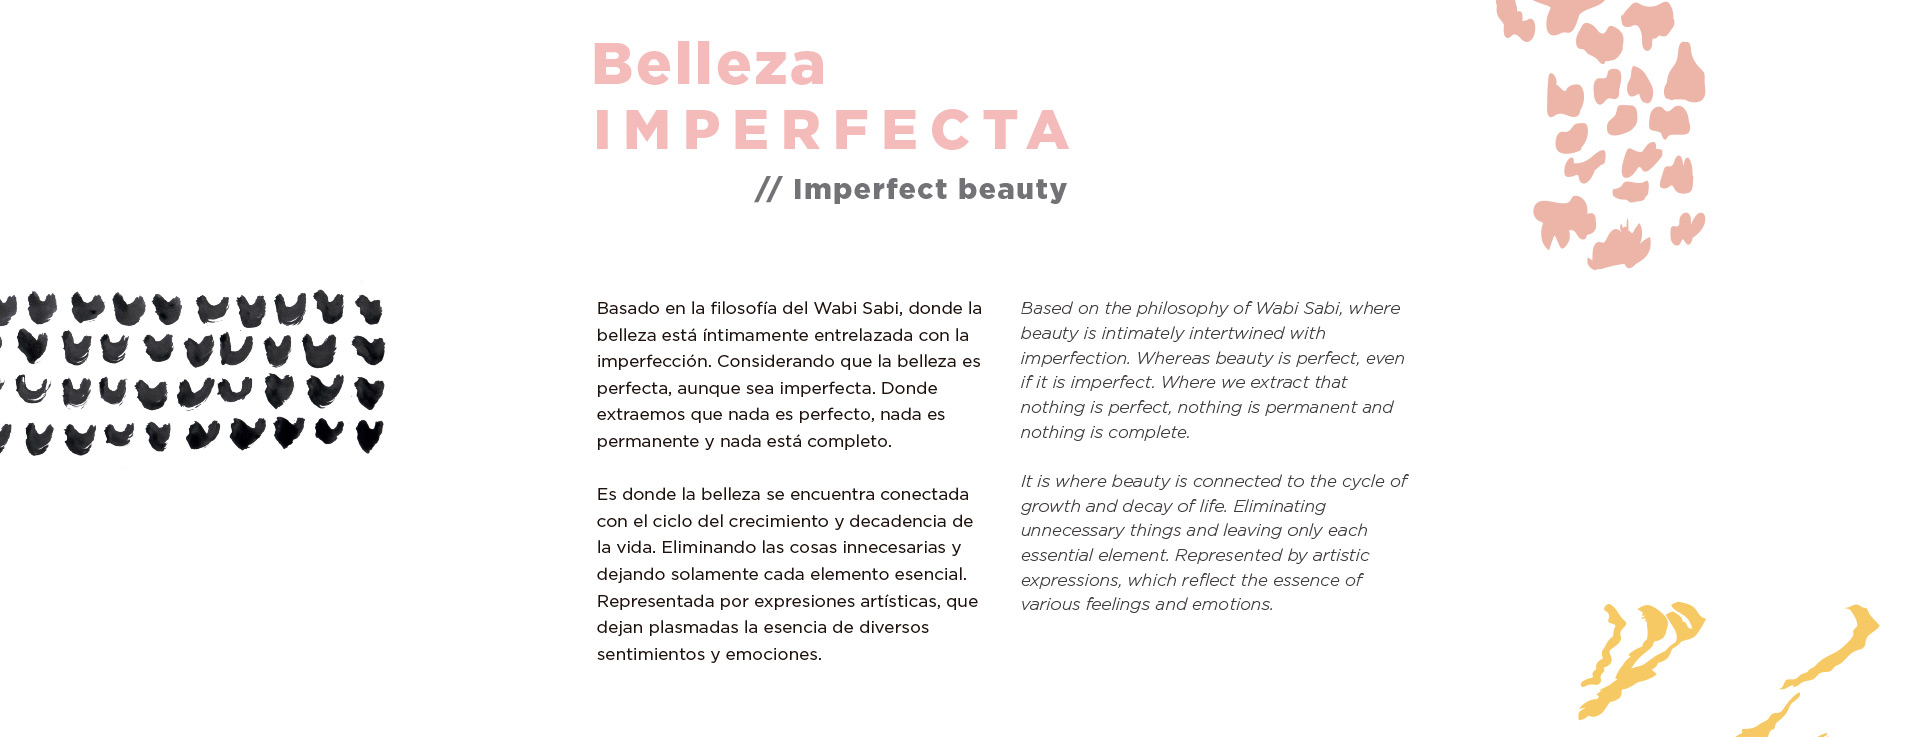 Belleza
IMPERFECTA
// Imperfect beauty
Basado en la filosofía del Wabi Sabi, donde la
belleza está íntimamente entrelazada con la
imperfección. Considerando que la belleza es
perfecta, aunque sea imperfecta. Donde
extraemos que nada es perfecto, nada es
permanente y nada está completo.
Es donde la belleza se encuentra conectada
con el ciclo del crecimiento y decadencia de
la vida. Eliminando las cosas innecesarias y
dejando solamente cada elemento esencial.
Representada por expresiones artísticas, que
dejan plasmadas la esencia de diversos
sentimientos y emociones.
Based on the philosophy of Wabi Sabi, where
beauty is intimately intertwined with
imperfection. Whereas beauty is perfect, even
if it is imperfect. Where we extract that
nothing is perfect, nothing is permanent and
nothing is complete.
It is where beauty is connected to the cycle of
growth and decay of life. Eliminating
unnecessary things and leaving only each
essential element. Represented by artistic
expressions, which reflect the essence of
various feelings and emotions.